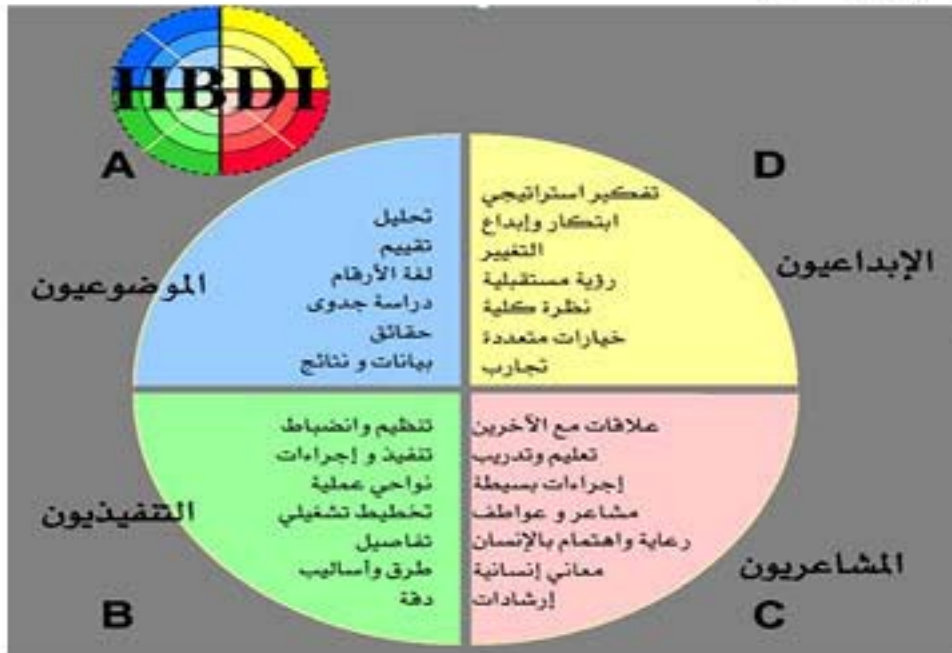 HBDI
A
الموضوعيون
تحليل
تقييم
لغة الأرقام
دراسة جدوى
حقائق
بيانات و نتائج
D
الإبداعيون
تفكير استراتيجي
ابتكار وإبداع
التغيير
رؤية مستقبلية
نظرة كلية
خيارات متعددة
تجارب
B
التنفيذيون
تنظيم وانضباط
تنفيذ و إجراءات
نواحي عملية
تخطيط تشغيلي
تفاصيل
طرق وأساليب
دقة
C
المشاعريون
علاقات مع الآخرين
تعليم وتدريب
إجراءات بسيطة
مشاعر و عواطف
رعاية واهتمام بالإنسان
معاني إنسانية
إرشادات